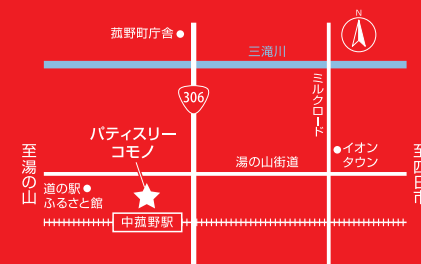 N
菰野町庁舎
三滝川
306
ミルクロード
パティスリー
コモノ
イオン
タウン
湯の山街道
至湯の山
至四日市
道の駅
ふるさと館
中菰野駅